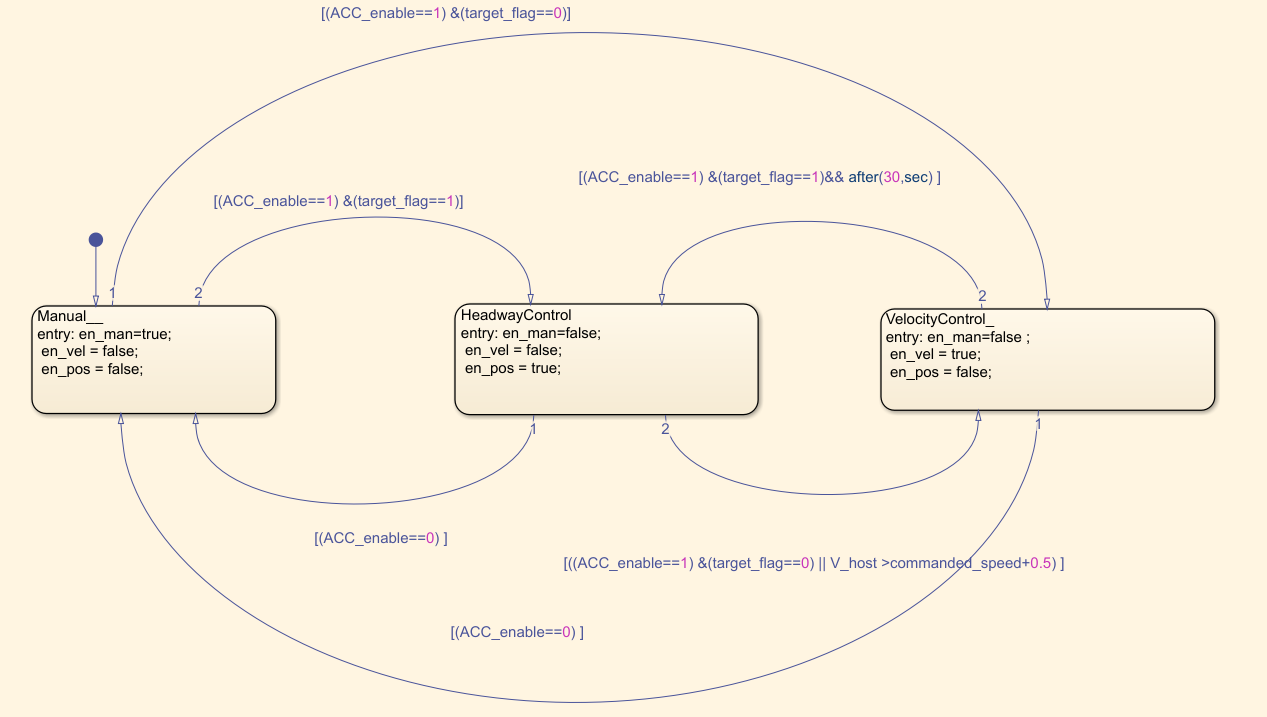 [(ACC_enable==1) &(target_flag==0)]
[(ACC_enable==1) &(target_flag==1)&& after(30,sec) ]
[(ACC_enable==1) &(target_flag==1)]
1
2
2
Manual__
entry: en_man=true;
en_vel = false;
en_pos = false;
HeadwayControl
entry: en_man=false;
en_vel = false;
en_pos = true;
VelocityControl_
entry: en_man=false ;
en_vel = true;
en_pos = false;
1
2
1
[(ACC_enable==0) ]
[((ACC_enable==1) &(target_flag==0) || V_host >commanded_speed+0.5) ]
[(ACC_enable==0) ]